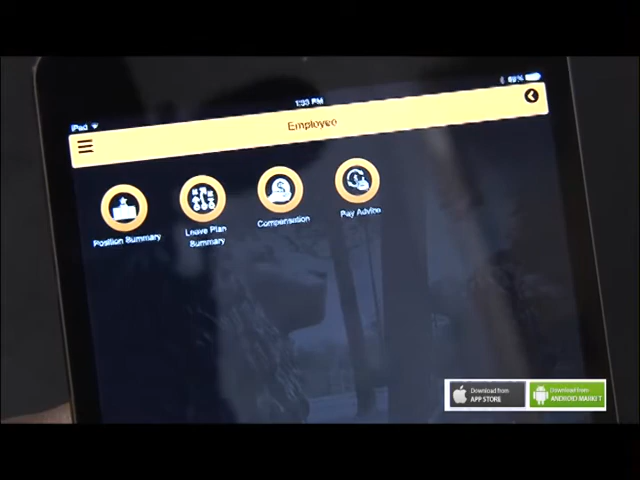 iPad 1:33 PM 69%
Employee
Position Summary
Leave Plan
Summary
Compensation
Pay Advice
Download from
APP STORE
Download from
ANDROID MARKET